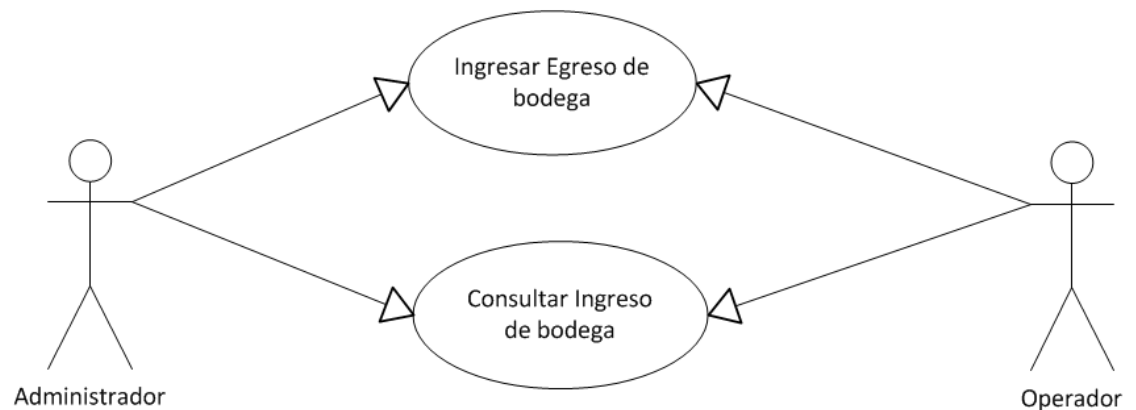 Ingresar Egreso de
bodega
Consultar Ingreso
de bodega
Administrador
Operador